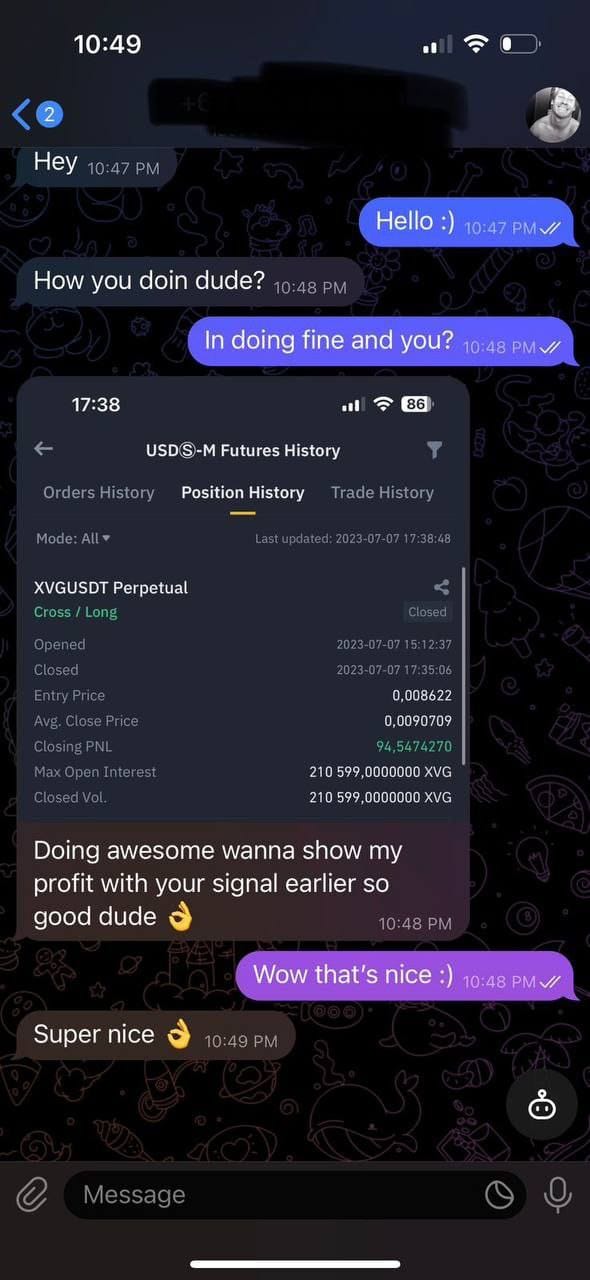 10:49
2
+6
Hey 10:47 PM
Hello :) 10:47 PM
How you doin dude? 10:48 PM
In doing fine and you? 10:48 PM
17:38
86
USDⓈ-M Futures History
Orders History Position History Trade History
Mode: All Last updated: 2023-07-07 17:38:48
XVGUSDT Perpetual
Cross / Long Closed
Opened 2023-07-07 15:12:37
Closed 2023-07-07 17:35:06
Entry Price 0,008622
Avg. Close Price 0,0090709
Closing PNL 94,5474270
Max Open Interest 210 599,0000000 XVG
Closed Vol. 210 599,0000000 XVG
Doing awesome wanna show my
profit with your signal earlier so
good dude 👌 10:48 PM
Wow that’s nice :) 10:48 PM
Super nice 👌 10:49 PM
Message